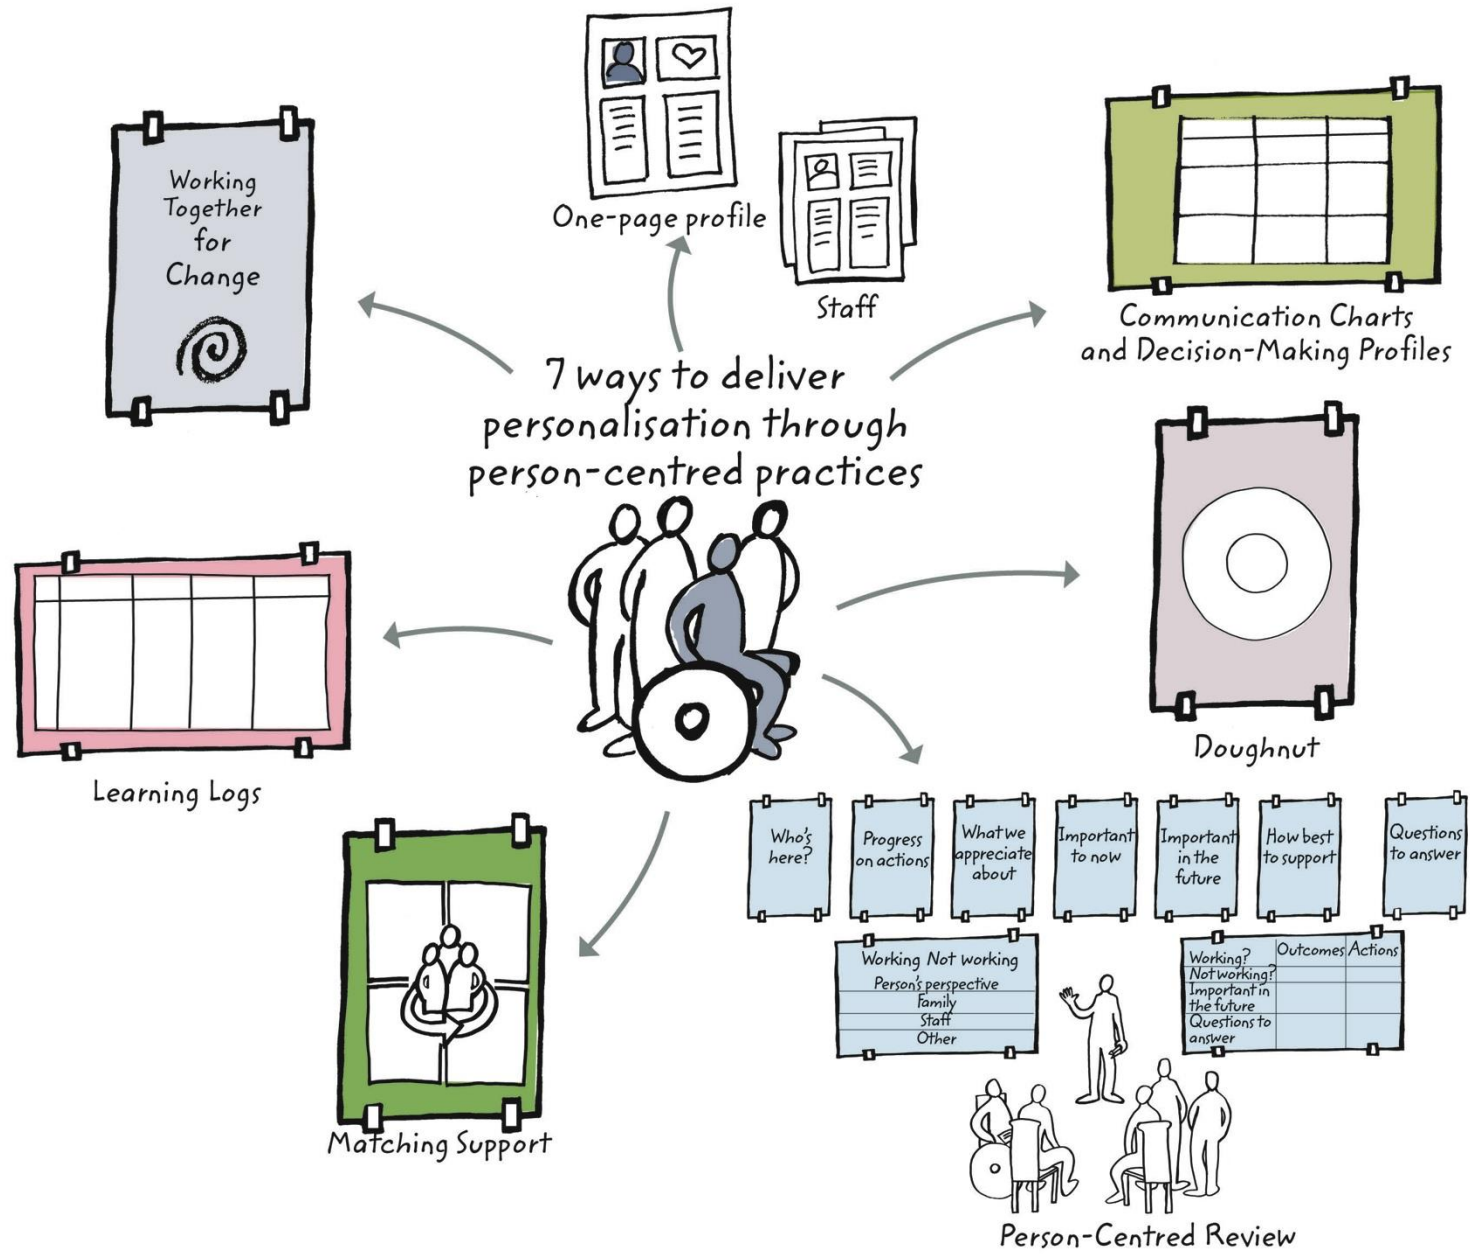 7 ways to deliver
personalisation through
person-centred practices
One-page profile
Staff
Communication Charts
and Decision-Making Profiles
Doughnut
Who's
here?
Progress
on actions
What we
appreciate
about
Important
to now
Important
in the
future
How best
to support
Questions
to answer
Working Not working
Person's perspective
Family
Staff
Other
Outcomes Actions
Working?
Not working?
Important in
the future
Questions to
answer
Person-Centred Review
Matching Support
Learning Logs
Working
Together
for
Change